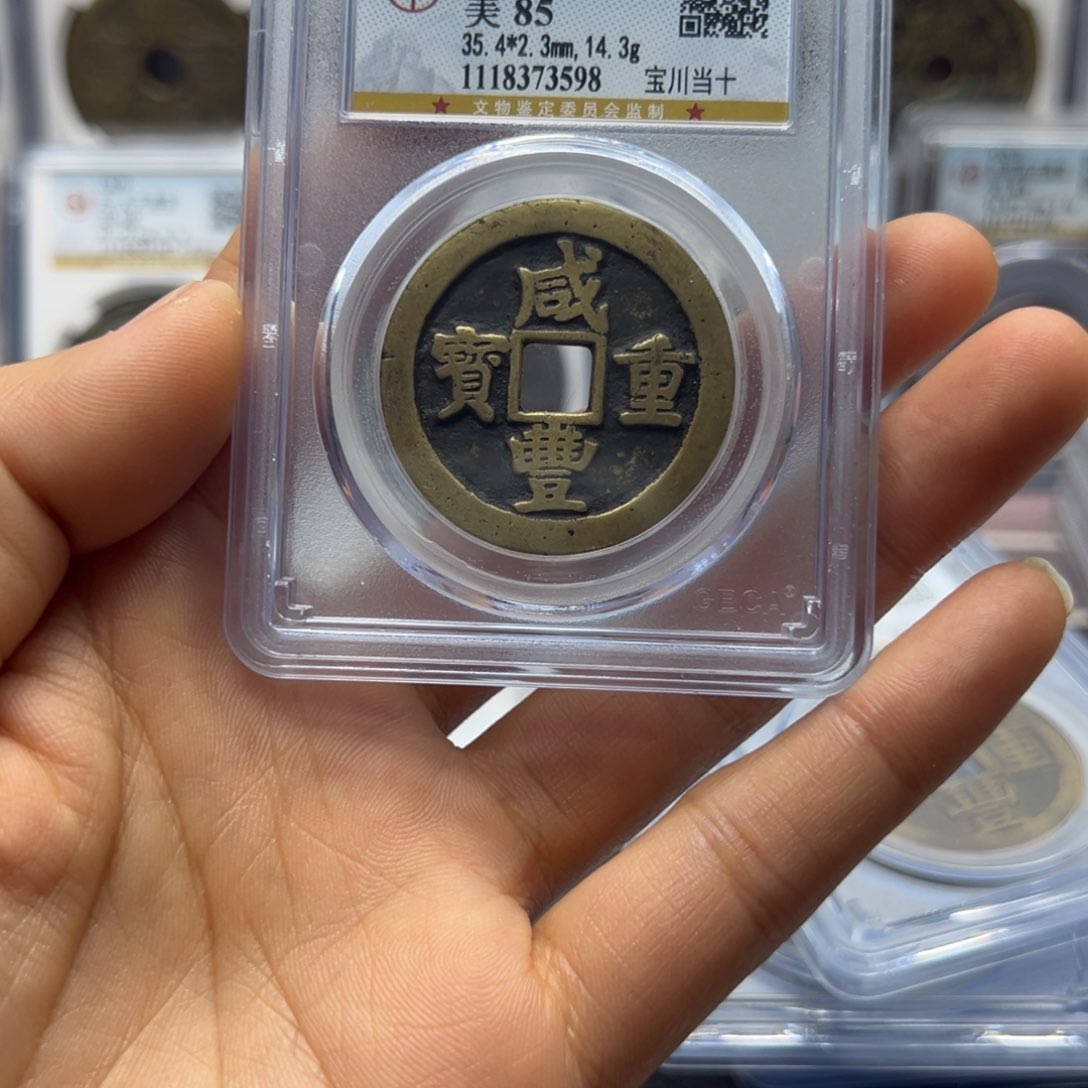 美 85
35.4*2.3mm,14.3g
1118373598 宝川当十
★ 文物鉴定委员会监制 ★
咸
寶 重
豐
GBCA®